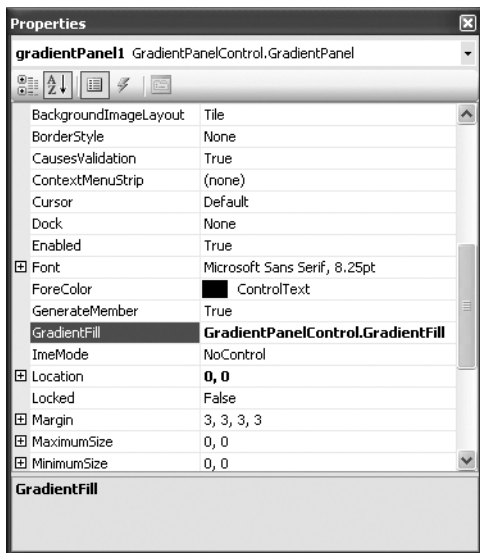 Properties
gradientPanel1 GradientPanelControl.GradientPanel
BackgroundImageLayout Tile
BorderStyle None
CausesValidation True
ContextMenuStrip (none)
Cursor Default
Dock None
Enabled True
Font Microsoft Sans Serif, 8.25pt
ForeColor ControlText
GenerateMember True
GradientFill GradientPanelControl.GradientFill
ImeMode NoControl
Location 0, 0
Locked False
Margin 3, 3, 3, 3
MaximumSize 0, 0
MinimumSize 0, 0
GradientFill